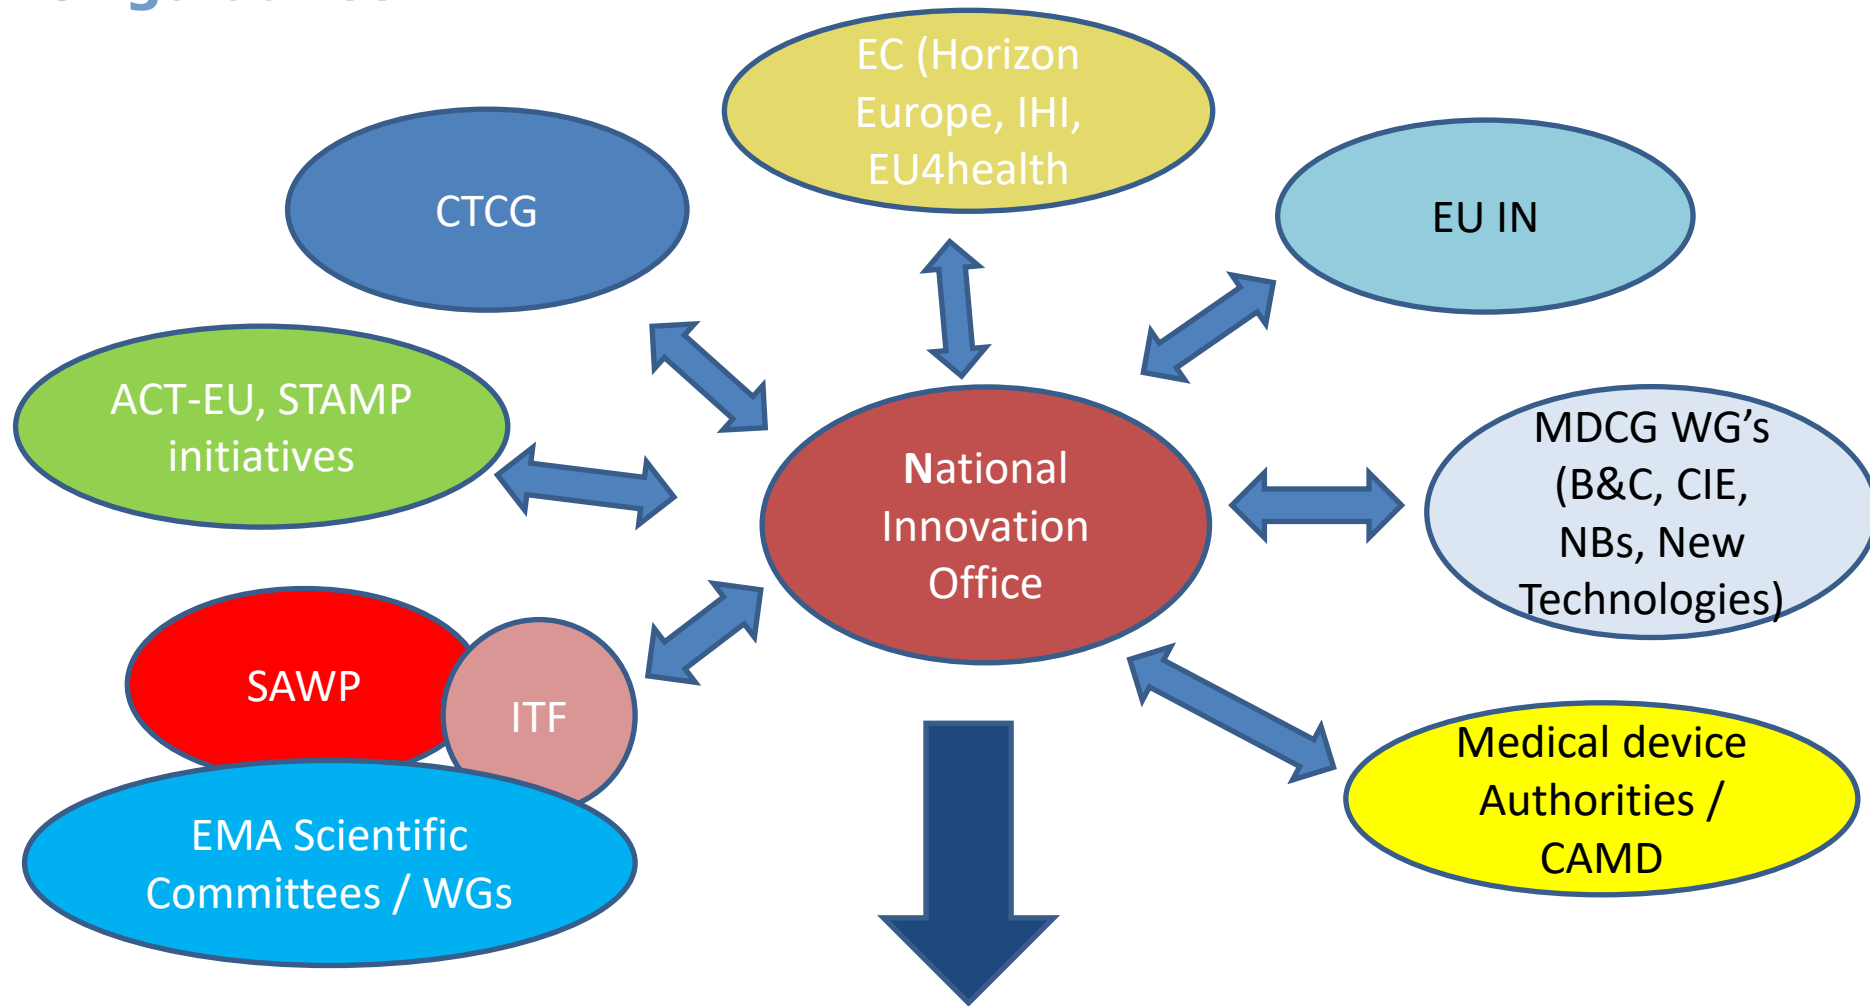 EC (Horizon
Europe, IHI,
EU4health
CTCG
EU IN
ACT-EU, STAMP
initiatives
National
Innovation
Office
MDCG WG’s
(B&C, CIE,
NBs, New
Technologies)
SAWP
ITF
EMA Scientific
Committees / WGs
Medical device
Authorities /
CAMD